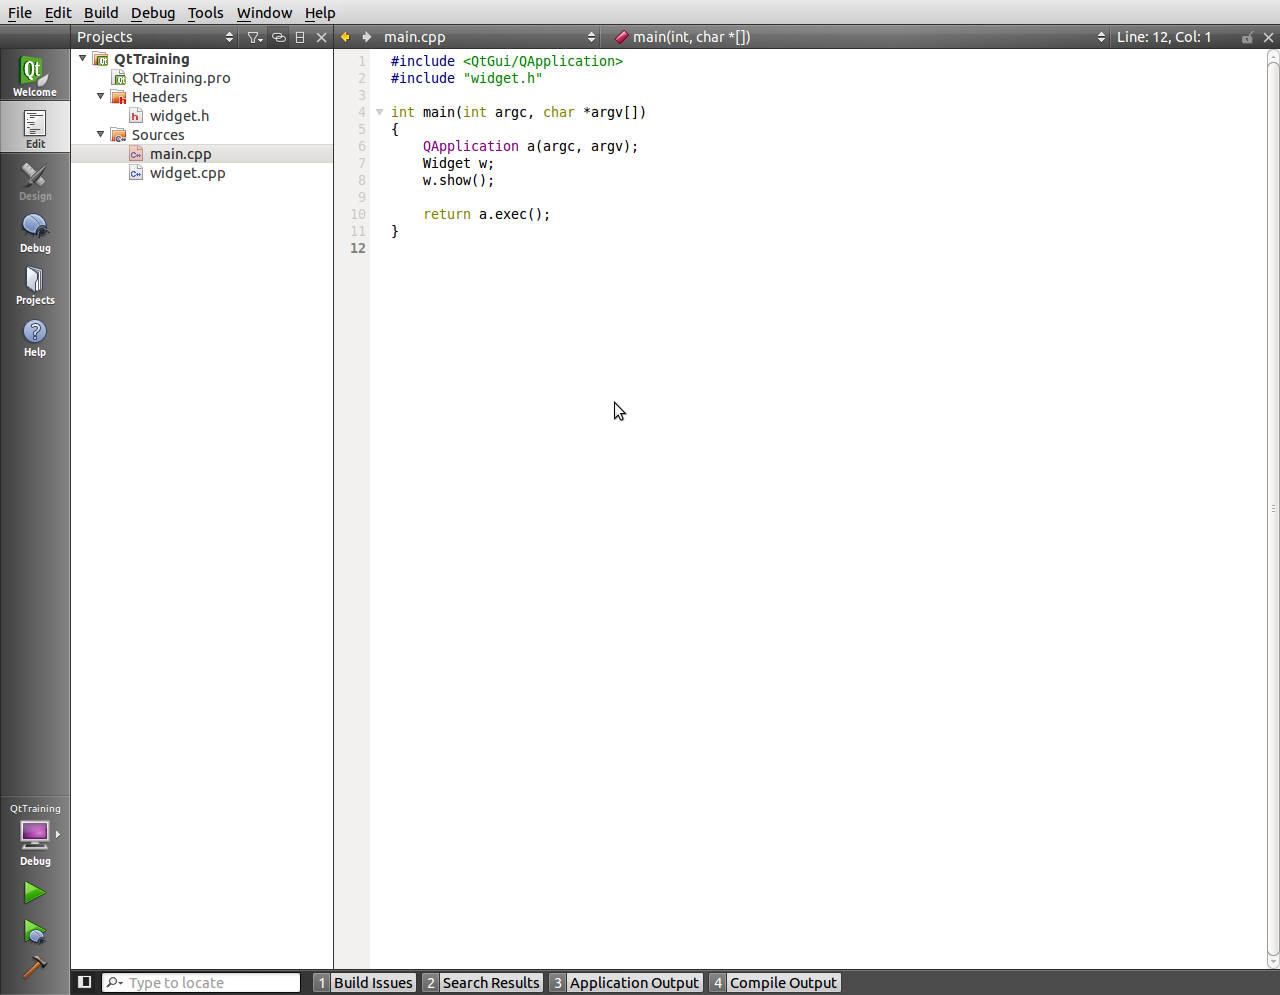 File Edit Build Debug Tools Window Help
Projects
main.cpp
main(int, char *[])
Line: 12, Col: 1
Qt
Welcome
Edit
Design
Debug
Projects
Help
QtTraining
QtTraining.pro
Headers
widget.h
Sources
main.cpp
widget.cpp
1 #include <QtGui/QApplication>
2 #include "widget.h"
3
4 int main(int argc, char *argv[])
5 {
6     QApplication a(argc, argv);
7     Widget w;
8     w.show();
9
10     return a.exec();
11 }
12
QtTraining
Debug
Type to locate
1 Build Issues 2 Search Results 3 Application Output 4 Compile Output